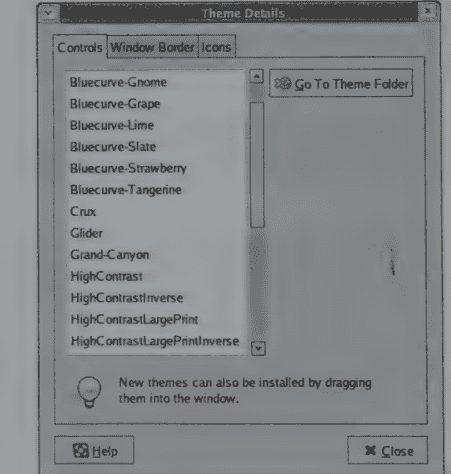 Theme Details
Controls
Window Border
Icons
Bluecurve-Gnome
Bluecurve-Grape
Bluecurve-Lime
Bluecurve-Slate
Bluecurve-Strawberry
Bluecurve-Tangerine
Crux
Glider
Grand-Canyon
HighContrast
HighContrastInverse
HighContrastLargePrint
HighContrastLargePrintInverse
Go To Theme Folder
New themes can also be installed by dragging
them into the window.
Help
Close